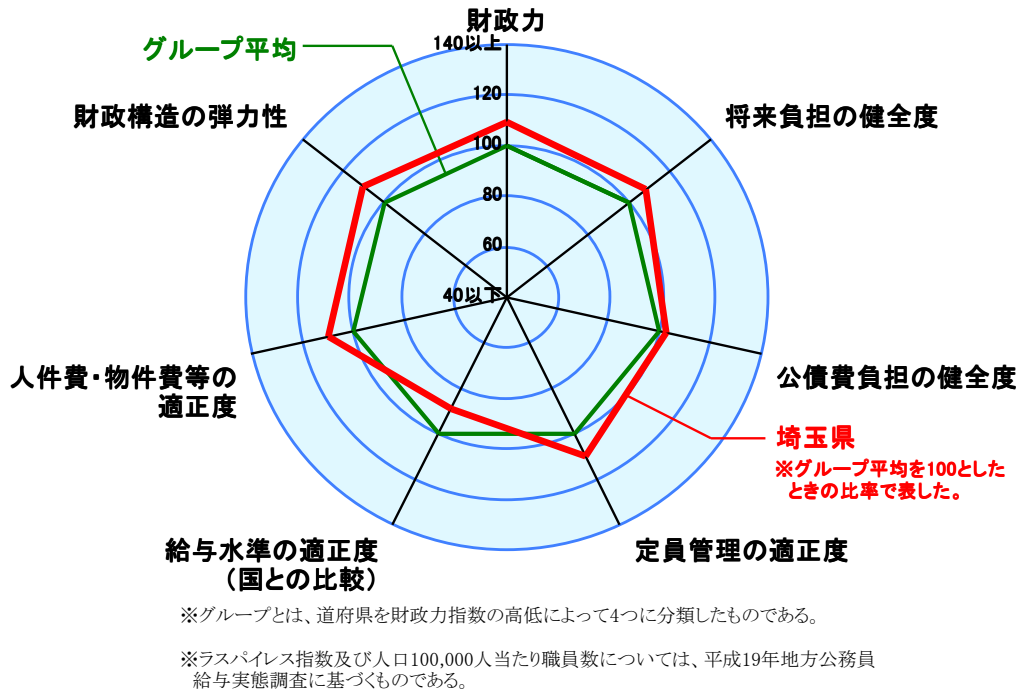 財政力
140以上
グループ平均
120
財政構造の弾力性
将来負担の健全度
100
80
60
40以下
人件費・物件費等の
適正度
公債費負担の健全度
埼玉県
※グループ平均を100とした
ときの比率で表した。
給与水準の適正度
（国との比較）
定員管理の適正度
※グループとは、道府県を財政力指数の高低によって4つに分類したものである。
※ラスパイレス指数及び人口100,000人当たり職員数については、平成19年地方公務員
給与実態調査に基づくものである。